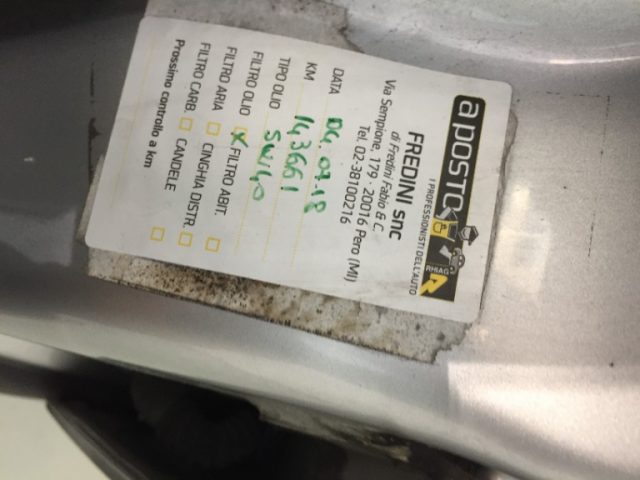 a posto
I PROFESSIONISTI DELL'AUTO
RHIAG
FREDINI snc
di Fredini Fabio & C.
Via Sempione, 179 - 20016 Pero (MI)
Tel. 02-38100216
DATA 04.07.18
KM 143661
TIPO OLIO 5W40
FILTRO OLIO X FILTRO ABIT.
FILTRO ARIA CINGHIA DISTR.
FILTRO CARB. CANDELE
Prossimo controllo a km